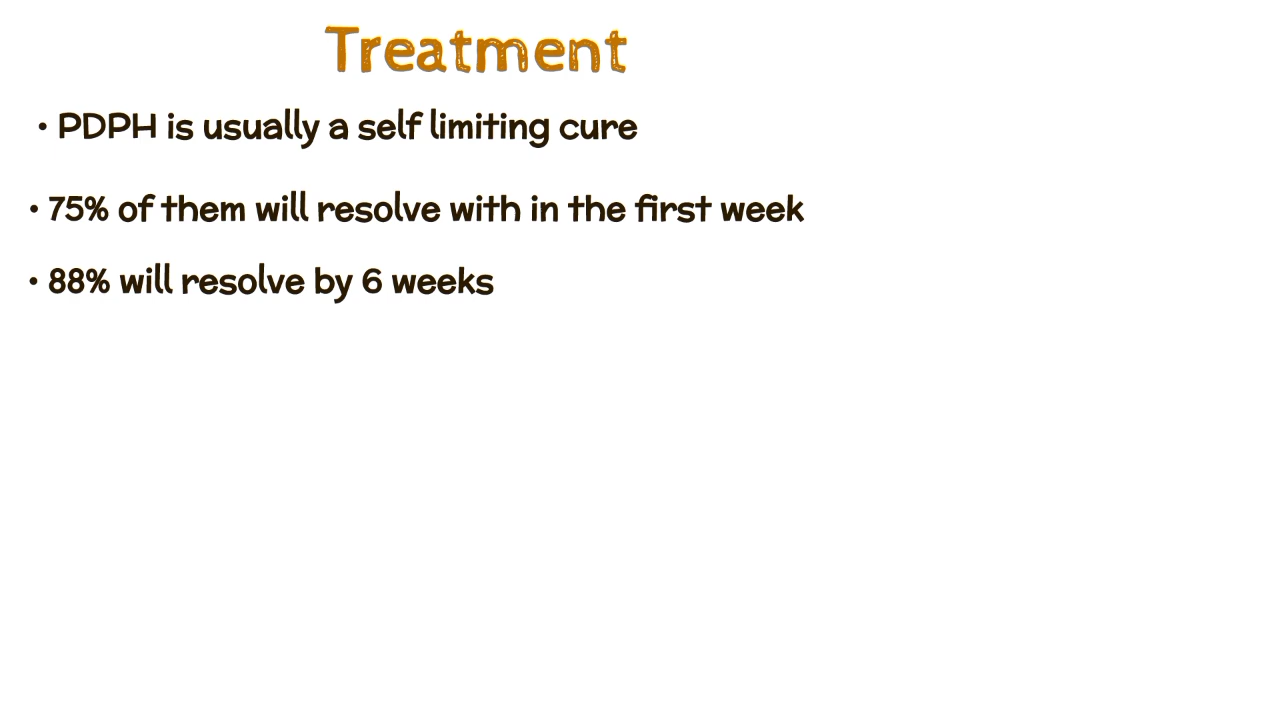 Treatment
• PDPH is usually a self limiting cure
• 75% of them will resolve with in the first week
• 88% will resolve by 6 weeks